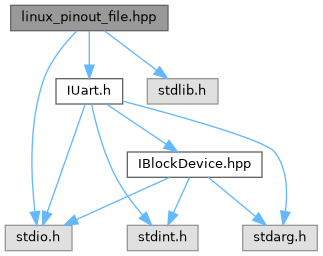 linux_pinout_file.hpp
IUart.h
stdlib.h
IBlockDevice.hpp
stdio.h
stdint.h
stdarg.h